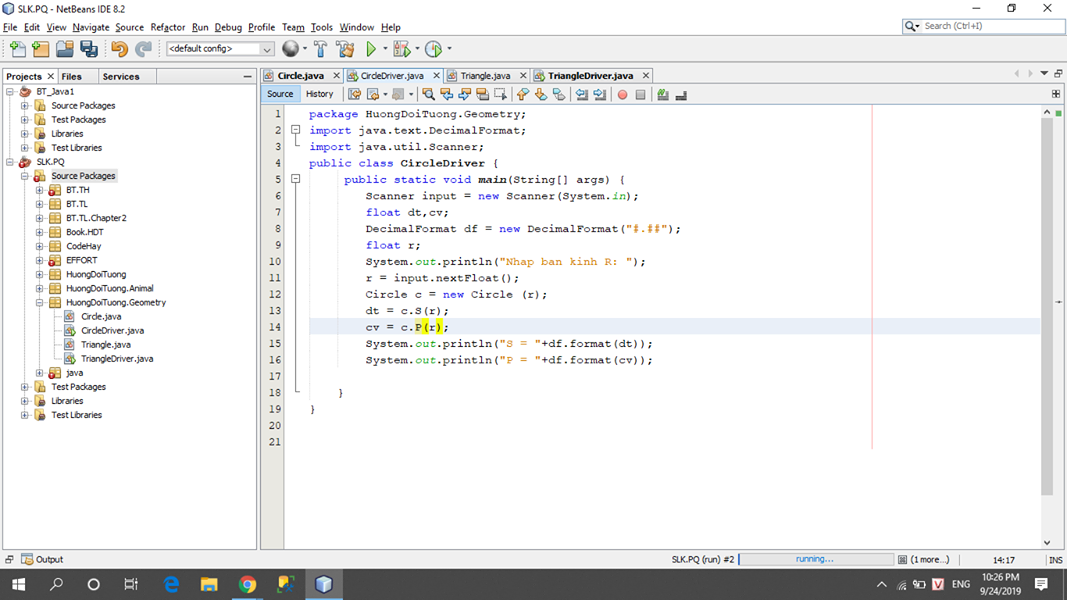 SLK.PQ - NetBeans IDE 8.2
File Edit View Navigate Source Refactor Run Debug Profile Team Tools Window Help
Search (Ctrl+I)
<default config>
Projects Files Services
Circle.java CircleDriver.java Triangle.java TriangleDriver.java
Source History
BT_Java1
Source Packages
Test Packages
Libraries
Test Libraries
SLK.PQ
Source Packages
BT.TH
BT.TL
BT.TL.Chapter2
Book.HDT
CodeHay
EFFORT
HuongDoiTuong
HuongDoiTuong.Animal
HuongDoiTuong.Geometry
Circle.java
CircleDriver.java
Triangle.java
TriangleDriver.java
java
Test Packages
Libraries
Test Libraries
1 package HuongDoiTuong.Geometry;
2 import java.text.DecimalFormat;
3 import java.util.Scanner;
4 public class CircleDriver {
5 public static void main(String[] args) {
6 Scanner input = new Scanner(System.in);
7 float dt,cv;
8 DecimalFormat df = new DecimalFormat("#.##");
9 float r;
10 System.out.println("Nhap ban kinh R: ");
11 r = input.nextFloat();
12 Circle c = new Circle (r);
13 dt = c.S(r);
14 cv = c.P(r);
15 System.out.println("S = "+df.format(dt));
16 System.out.println("P = "+df.format(cv));
17
18 }
19 }
20
21
Output
SLK.PQ (run) #2 running... (1 more...) 14:17 INS
V ENG 10:26 PM
9/24/2019